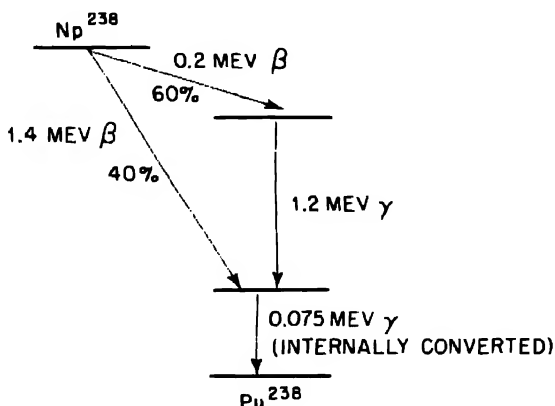 Np²³⁸
0.2 MEV β
60%
1.4 MEV β
40%
1.2 MEV γ
0.075 MEV γ
(INTERNALLY CONVERTED)
Pu²³⁸